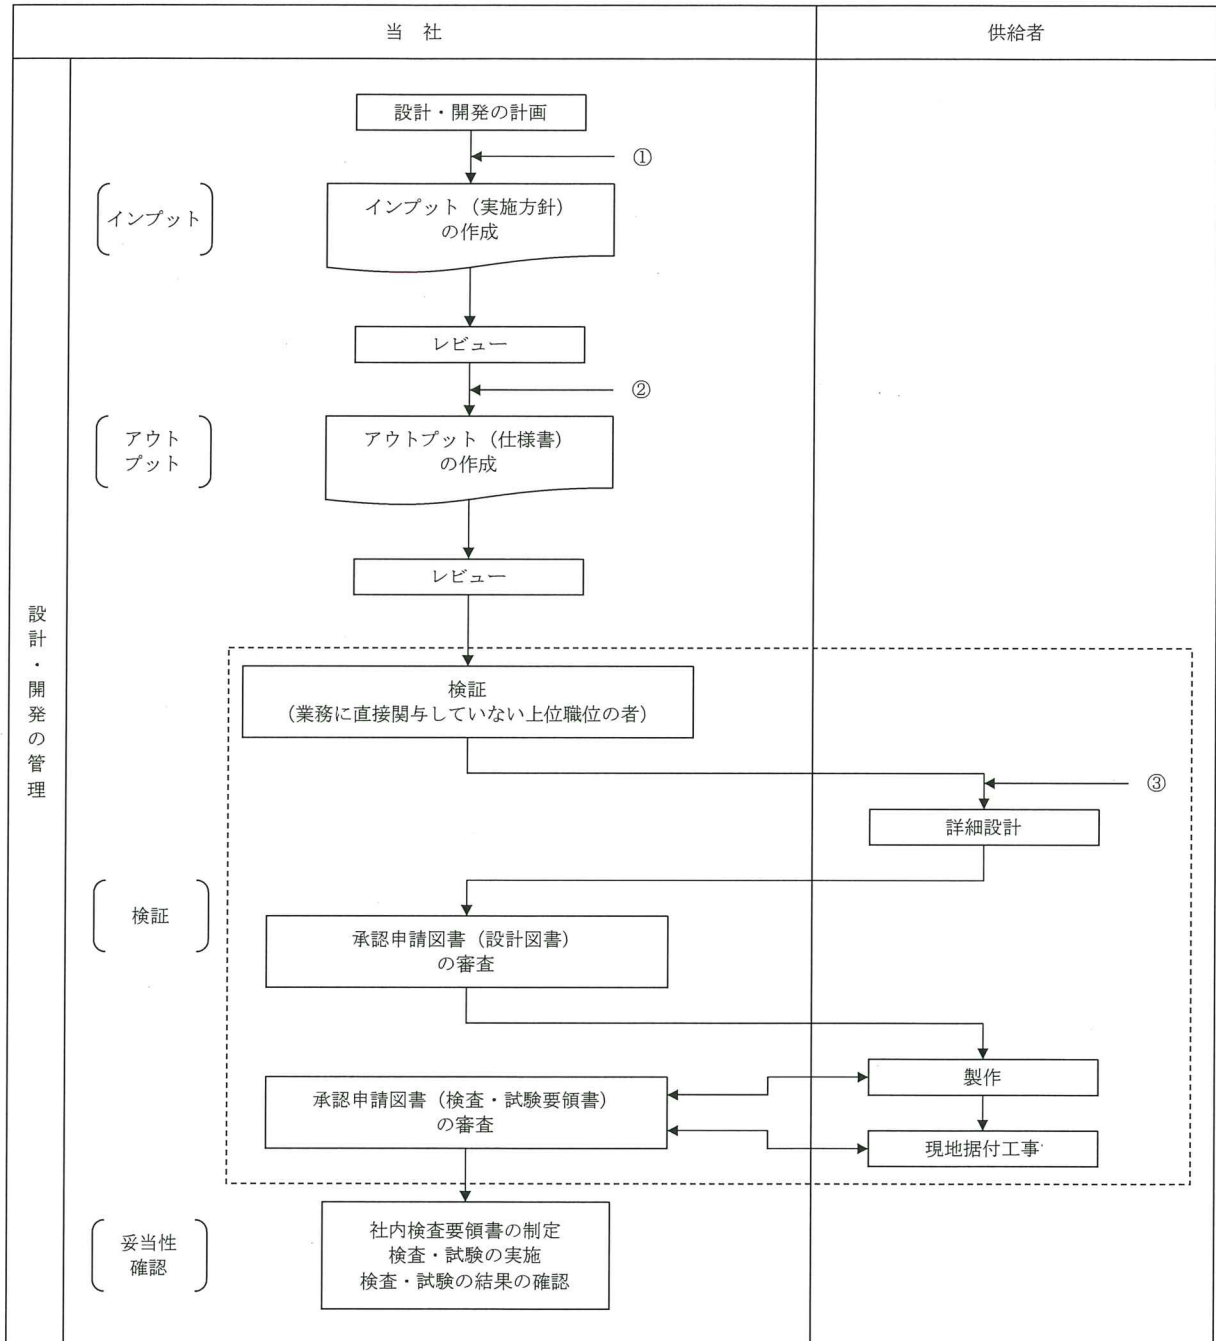 当 社
供給者
設計・開発の管理
設計・開発の計画
①
[インプット]
インプット（実施方針）
の作成
レビュー
②
[アウト
プット]
アウトプット（仕様書）
の作成
レビュー
検証
（業務に直接関与していない上位職位の者）
③
詳細設計
[検証]
承認申請図書（設計図書）
の審査
製作
承認申請図書（検査・試験要領書）
の審査
現地据付工事
[妥当性
確認]
社内検査要領書の制定
検査・試験の実施
検査・試験の結果の確認